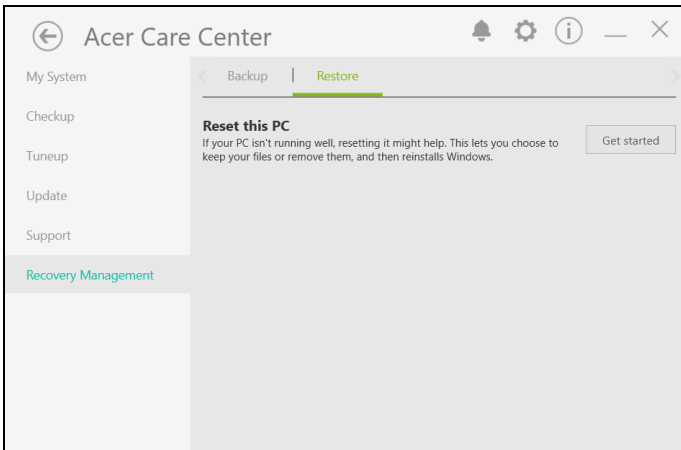 Acer Care Center
My System
Checkup
Tuneup
Update
Support
Recovery Management
Backup | Restore
Reset this PC
If your PC isn't running well, resetting it might help. This lets you choose to
keep your files or remove them, and then reinstalls Windows.
Get started